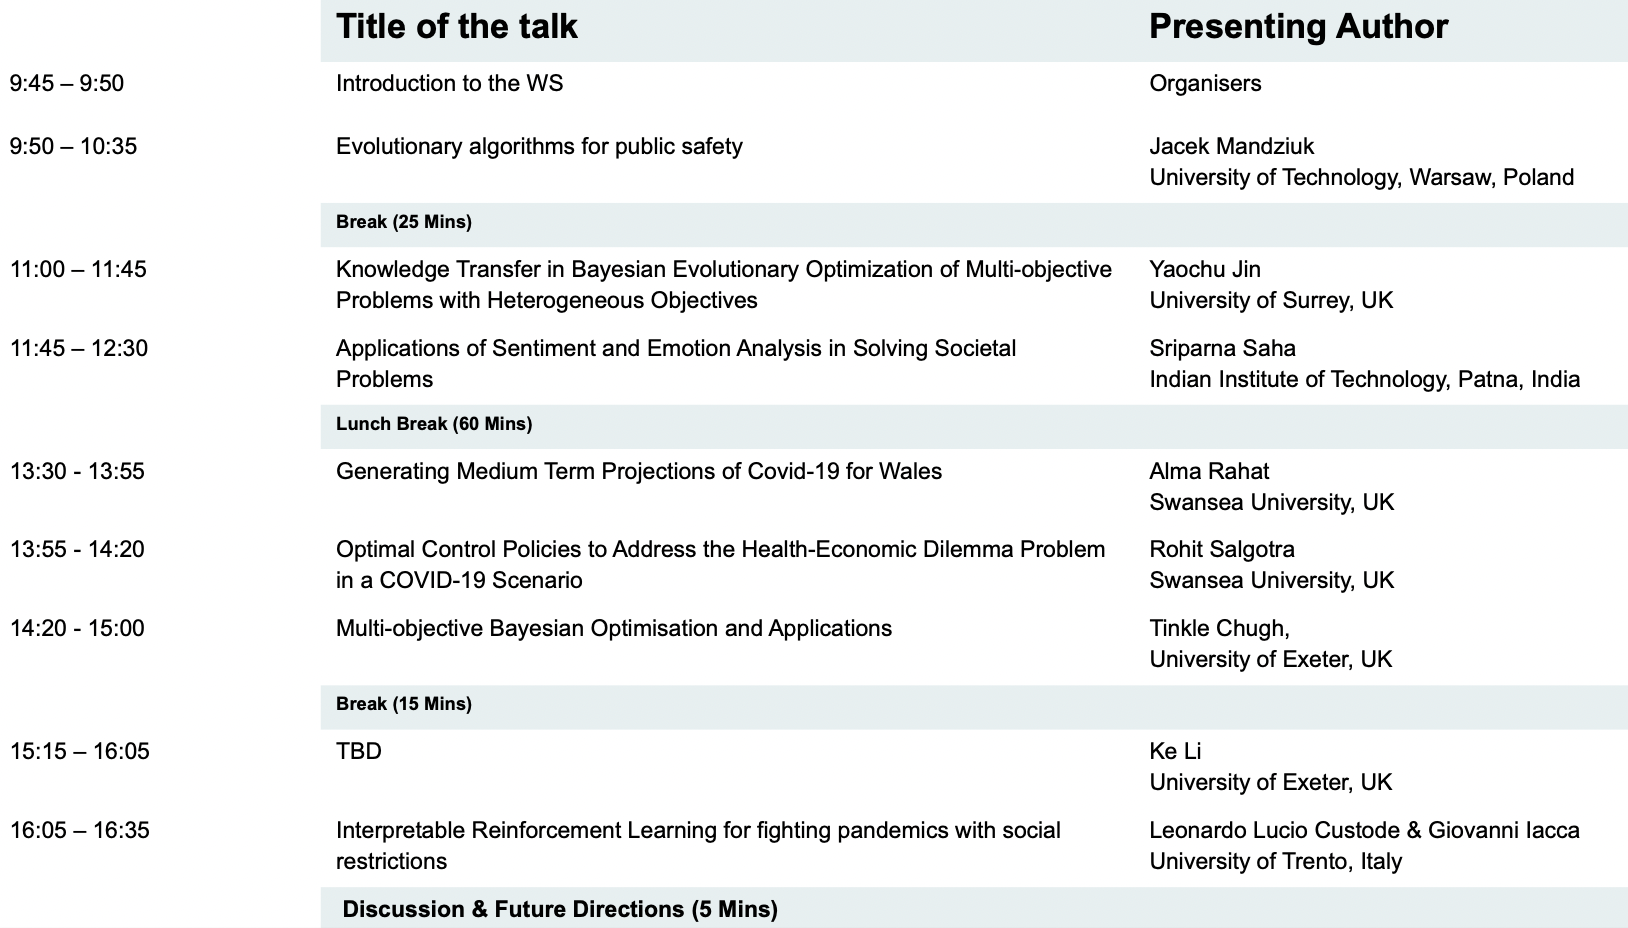 Title of the talk Presenting Author
9:45 – 9:50 Introduction to the WS Organisers
9:50 – 10:35 Evolutionary algorithms for public safety Jacek Mandziuk
University of Technology, Warsaw, Poland
Break (25 Mins)
11:00 – 11:45 Knowledge Transfer in Bayesian Evolutionary Optimization of Multi-objective Yaochu Jin
Problems with Heterogeneous Objectives University of Surrey, UK
11:45 – 12:30 Applications of Sentiment and Emotion Analysis in Solving Societal Sriparna Saha
Problems Indian Institute of Technology, Patna, India
Lunch Break (60 Mins)
13:30 - 13:55 Generating Medium Term Projections of Covid-19 for Wales Alma Rahat
Swansea University, UK
13:55 - 14:20 Optimal Control Policies to Address the Health-Economic Dilemma Problem Rohit Salgotra
in a COVID-19 Scenario Swansea University, UK
14:20 - 15:00 Multi-objective Bayesian Optimisation and Applications Tinkle Chugh,
University of Exeter, UK
Break (15 Mins)
15:15 – 16:05 TBD Ke Li
University of Exeter, UK
16:05 – 16:35 Interpretable Reinforcement Learning for fighting pandemics with social Leonardo Lucio Custode & Giovanni Iacca
restrictions University of Trento, Italy
Discussion & Future Directions (5 Mins)